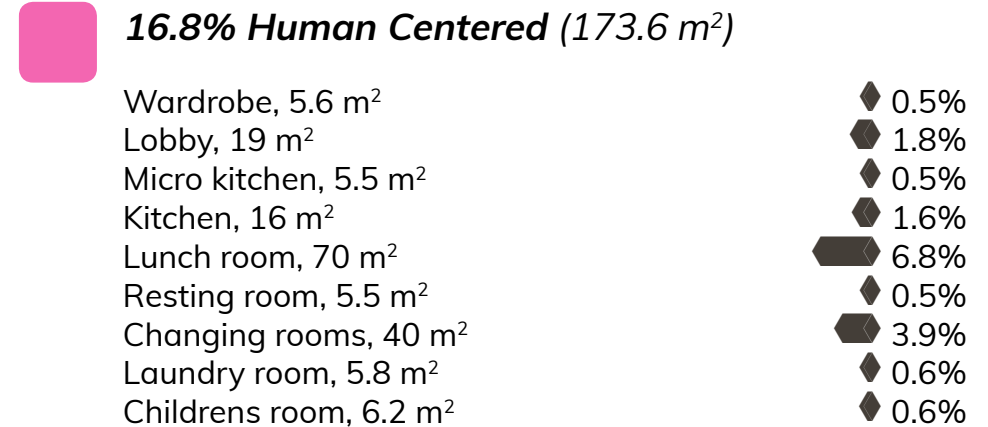 16.8% Human Centered (173.6 m²)
Wardrobe, 5.6 m² 0.5%
Lobby, 19 m² 1.8%
Micro kitchen, 5.5 m² 0.5%
Kitchen, 16 m² 1.6%
Lunch room, 70 m² 6.8%
Resting room, 5.5 m² 0.5%
Changing rooms, 40 m² 3.9%
Laundry room, 5.8 m² 0.6%
Childrens room, 6.2 m² 0.6%